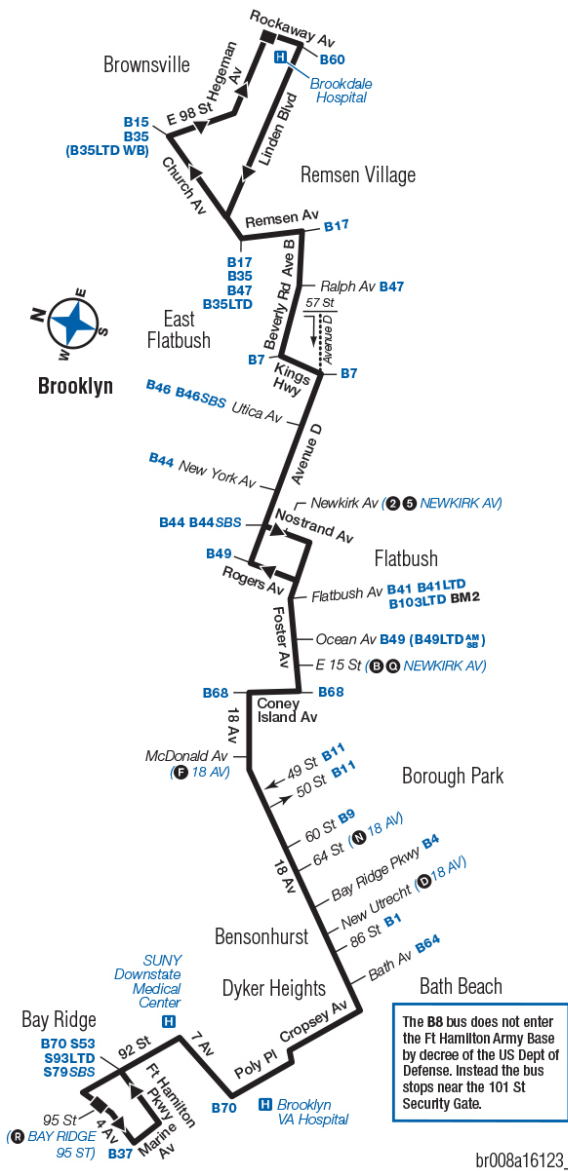 Rockaway Av
B60
Brownsville
Hegeman
Av
H
Brookdale
Hospital
E 98 St
B15
B35
(B35LTD WB)
Linden Blvd
Church Av
Remsen Village
Remsen Av
B17
B17
B35
B47
B35LTD
Beverly Rd
Ave B
Ralph Av B47
57 St
Avenue D
East
Flatbush
N
E
S
W
Brooklyn
B7
Kings
Hwy
B7
B46 B46SBS Utica Av
Avenue D
B44 New York Av
Newkirk Av (2 5 NEWKIRK AV)
B44 B44SBS
Nostrand Av
B49
Rogers Av
Flatbush
Flatbush Av B41 B41LTD
B103LTD BM2
Foster Av
Ocean Av B49 (B49LTD AM SB)
E 15 St (B Q NEWKIRK AV)
B68
B68
Coney
Island Av
18 Av
McDonald Av
(F 18 AV)
49 St B11
50 St B11
Borough Park
60 St B9
64 St (N 18 AV)
18 Av
Bay Ridge Pkwy B4
New Utrecht (D 18 AV)
86 St B1
Bensonhurst
Bath Av B64
SUNY
Downstate
Medical
Center
H
Dyker Heights
Bath Beach
Cropsey Av
Bay Ridge
B70 S53
S93LTD
S79SBS
92 St
7 Av
Poly Pl
Ft Hamilton
Pkwy
Marine
Av
4 Av
95 St
(R BAY RIDGE
95 ST)
B37
B70
H Brooklyn
VA Hospital
The B8 bus does not enter
the Ft Hamilton Army Base
by decree of the US Dept of
Defense. Instead the bus
stops near the 101 St
Security Gate.
br008a16123_